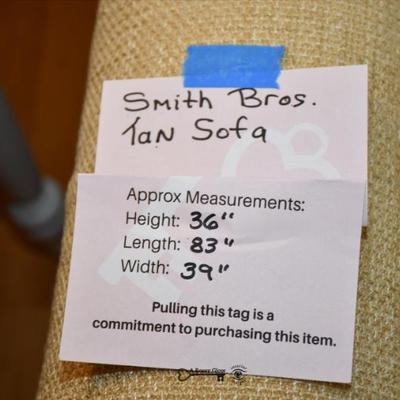 Smith Bros.
Tan Sofa
Approx Measurements:
Height: 36"
Length: 83"
Width: 39"
Pulling this tag is a
commitment to purchasing this item.